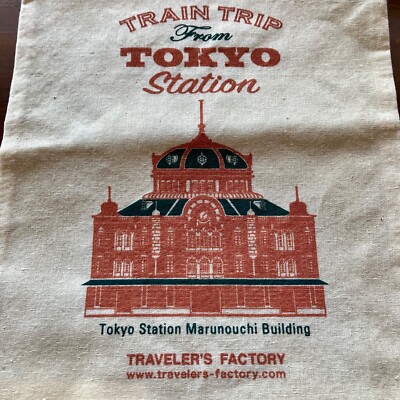 TRAIN TRIP
From
TOKYO
Station
Tokyo Station Marunouchi Building
TRAVELER'S FACTORY
www.travelers-factory.com